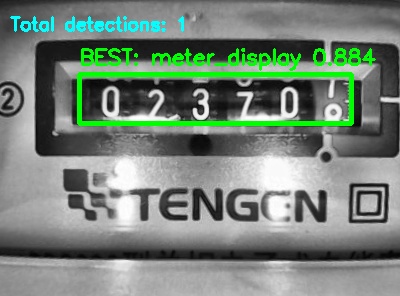 Total detections: 1
BEST: meter_display 0.884
2
0 2 3 7 0
TENGEN